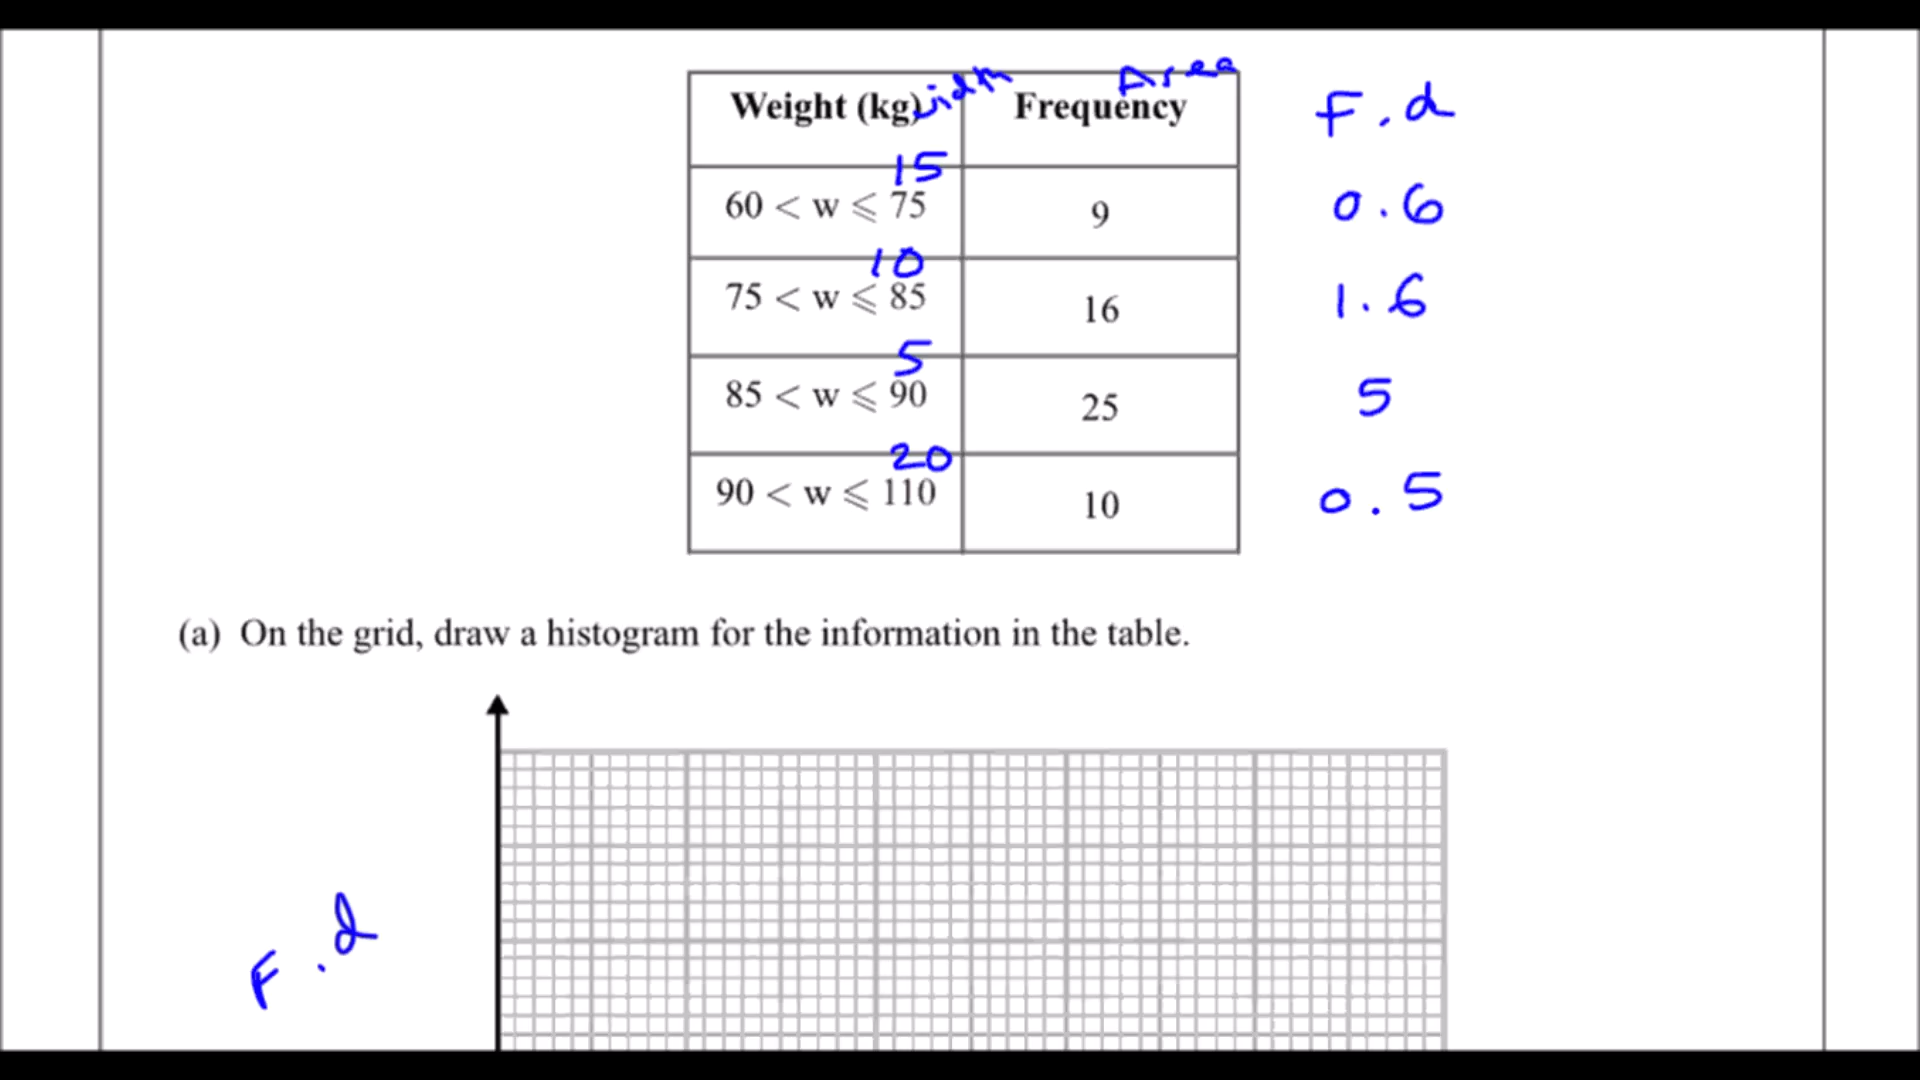 width Area
Weight (kg) Frequency F.d
15
60 < w ⩽ 75 9 0.6
10
75 < w ⩽ 85 16 1.6
5
85 < w ⩽ 90 25 5
20
90 < w ⩽ 110 10 0.5
(a) On the grid, draw a histogram for the information in the table.
F.d